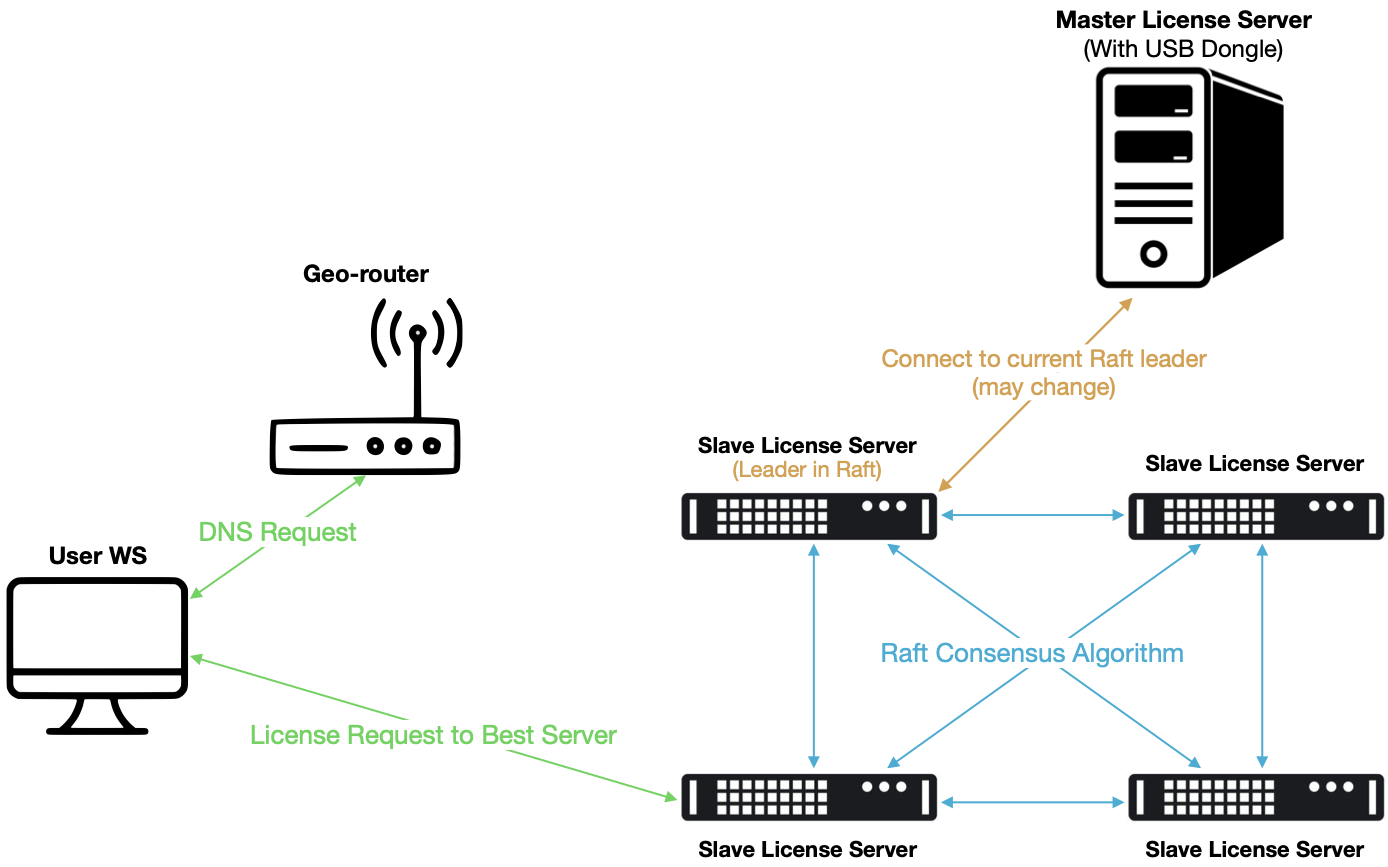 Master License Server
(With USB Dongle)
Geo-router
Connect to current Raft leader
(may change)
Slave License Server
(Leader in Raft)
Slave License Server
DNS Request
User WS
Raft Consensus Algorithm
License Request to Best Server
Slave License Server
Slave License Server